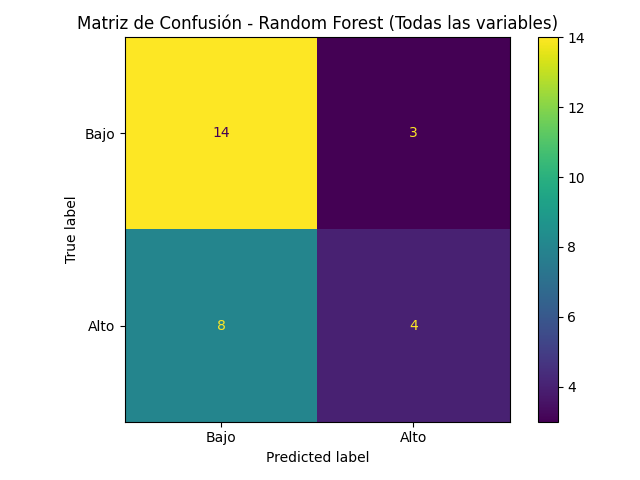 Matriz de Confusión - Random Forest (Todas las variables)
14
Bajo
14
3
12
10
True label
8
6
Alto
8
4
4
Bajo
Alto
Predicted label